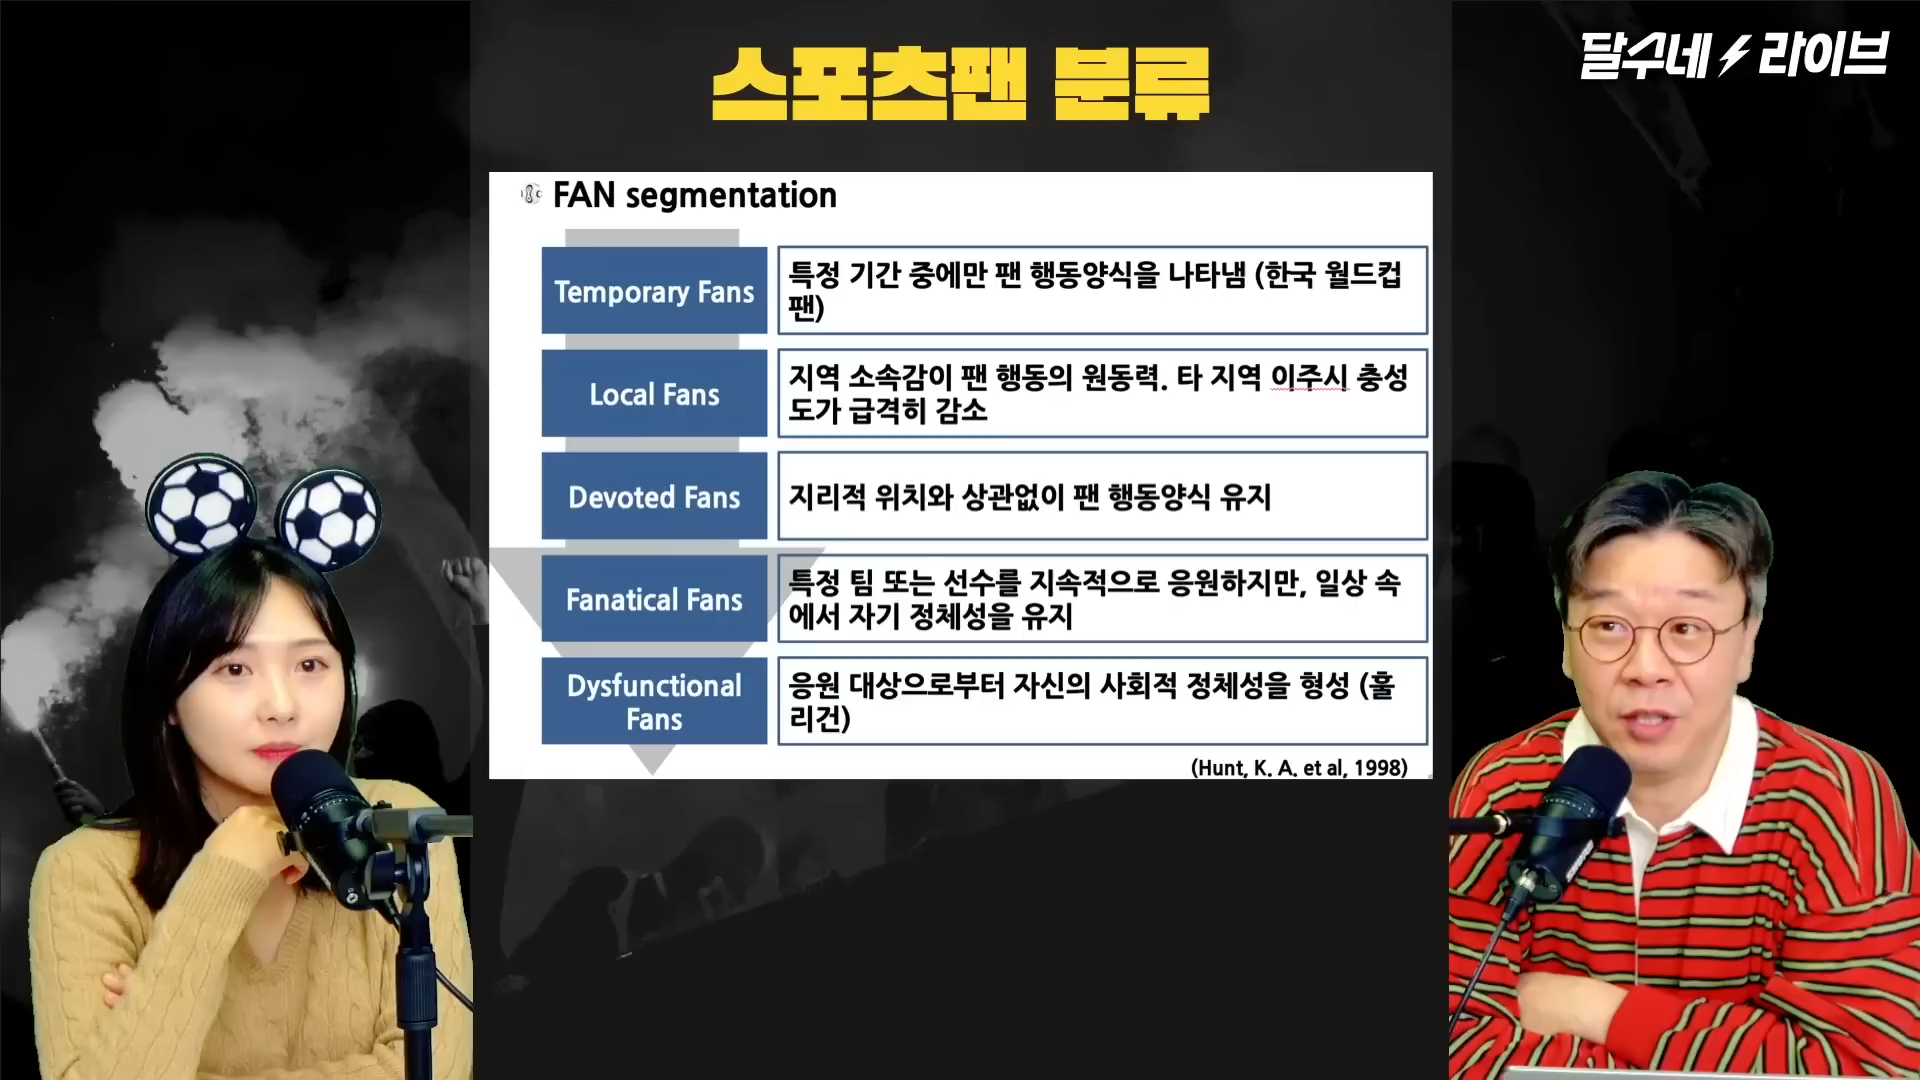 스포츠팬 분류
달수네 라이브
FAN segmentation
Temporary Fans
특정 기간 중에만 팬 행동양식을 나타냄 (한국 월드컵
팬)
Local Fans
지역 소속감이 팬 행동의 원동력. 타 지역 이주시 충성
도가 급격히 감소
Devoted Fans
지리적 위치와 상관없이 팬 행동양식 유지
Fanatical Fans
특정 팀 또는 선수를 지속적으로 응원하지만, 일상 속
에서 자기 정체성을 유지
Dysfunctional
Fans
응원 대상으로부터 자신의 사회적 정체성을 형성 (훌
리건)
(Hunt, K. A. et al, 1998)